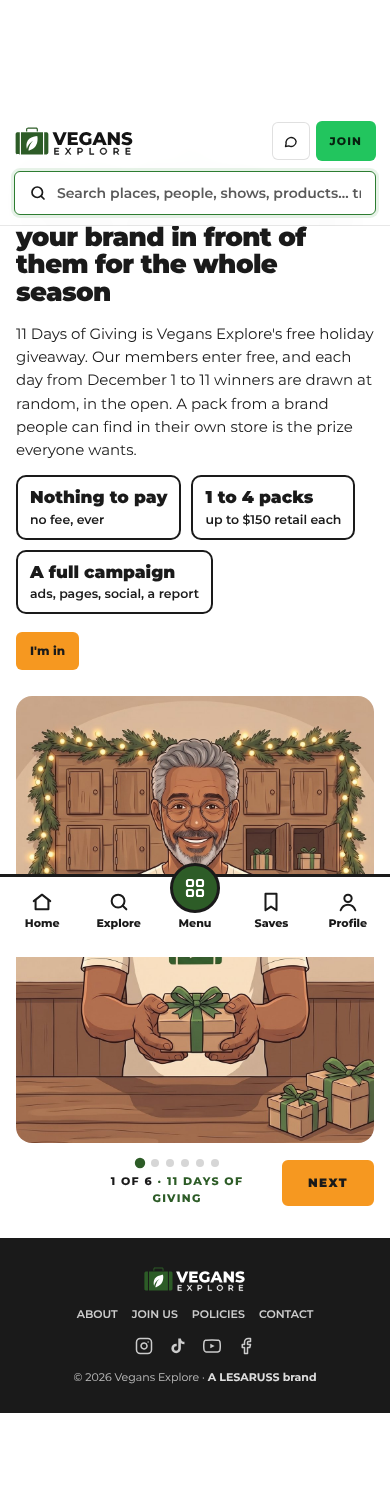 VEGANS
EXPLORE
JOIN
Search places, people, shows, products... tr
your brand in front of
them for the whole
season
11 Days of Giving is Vegans Explore's free holiday
giveaway. Our members enter free, and each
day from December 1 to 11 winners are drawn at
random, in the open. A pack from a brand
people can find in their own store is the prize
everyone wants.
Nothing to pay
no fee, ever
1 to 4 packs
up to $150 retail each
A full campaign
ads, pages, social, a report
I'm in
Home
Explore
Menu
Saves
Profile
1 OF 6 · 11 DAYS OF
GIVING
NEXT
VEGANS
EXPLORE
ABOUT
JOIN US
POLICIES
CONTACT
© 2026 Vegans Explore · A LESARUSS brand